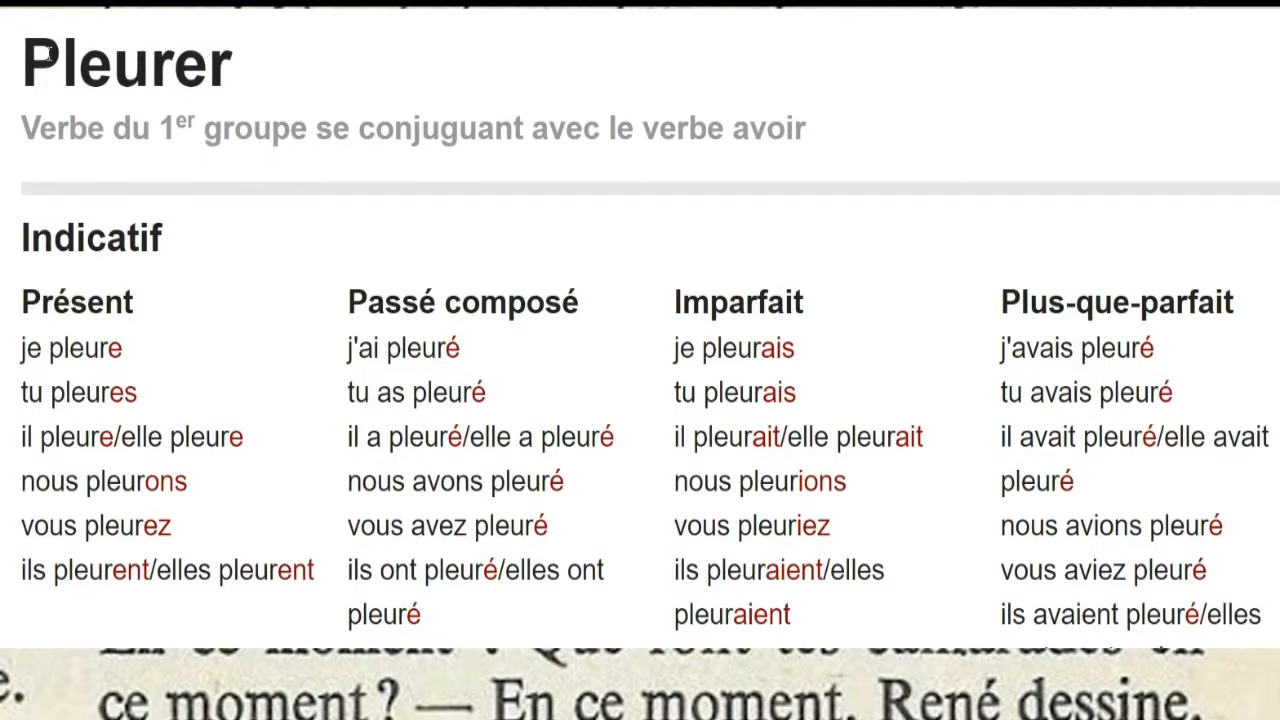 Pleurer
Verbe du 1er groupe se conjuguant avec le verbe avoir
Indicatif
Présent
je pleure
tu pleures
il pleure/elle pleure
nous pleurons
vous pleurez
ils pleurent/elles pleurent
Passé composé
j'ai pleuré
tu as pleuré
il a pleuré/elle a pleuré
nous avons pleuré
vous avez pleuré
ils ont pleuré/elles ont
pleuré
Imparfait
je pleurais
tu pleurais
il pleurait/elle pleurait
nous pleurions
vous pleuriez
ils pleuraient/elles
pleuraient
Plus-que-parfait
j'avais pleuré
tu avais pleuré
il avait pleuré/elle avait
pleuré
nous avions pleuré
vous aviez pleuré
ils avaient pleuré/elles
ce moment ? — En ce moment, René dessine.